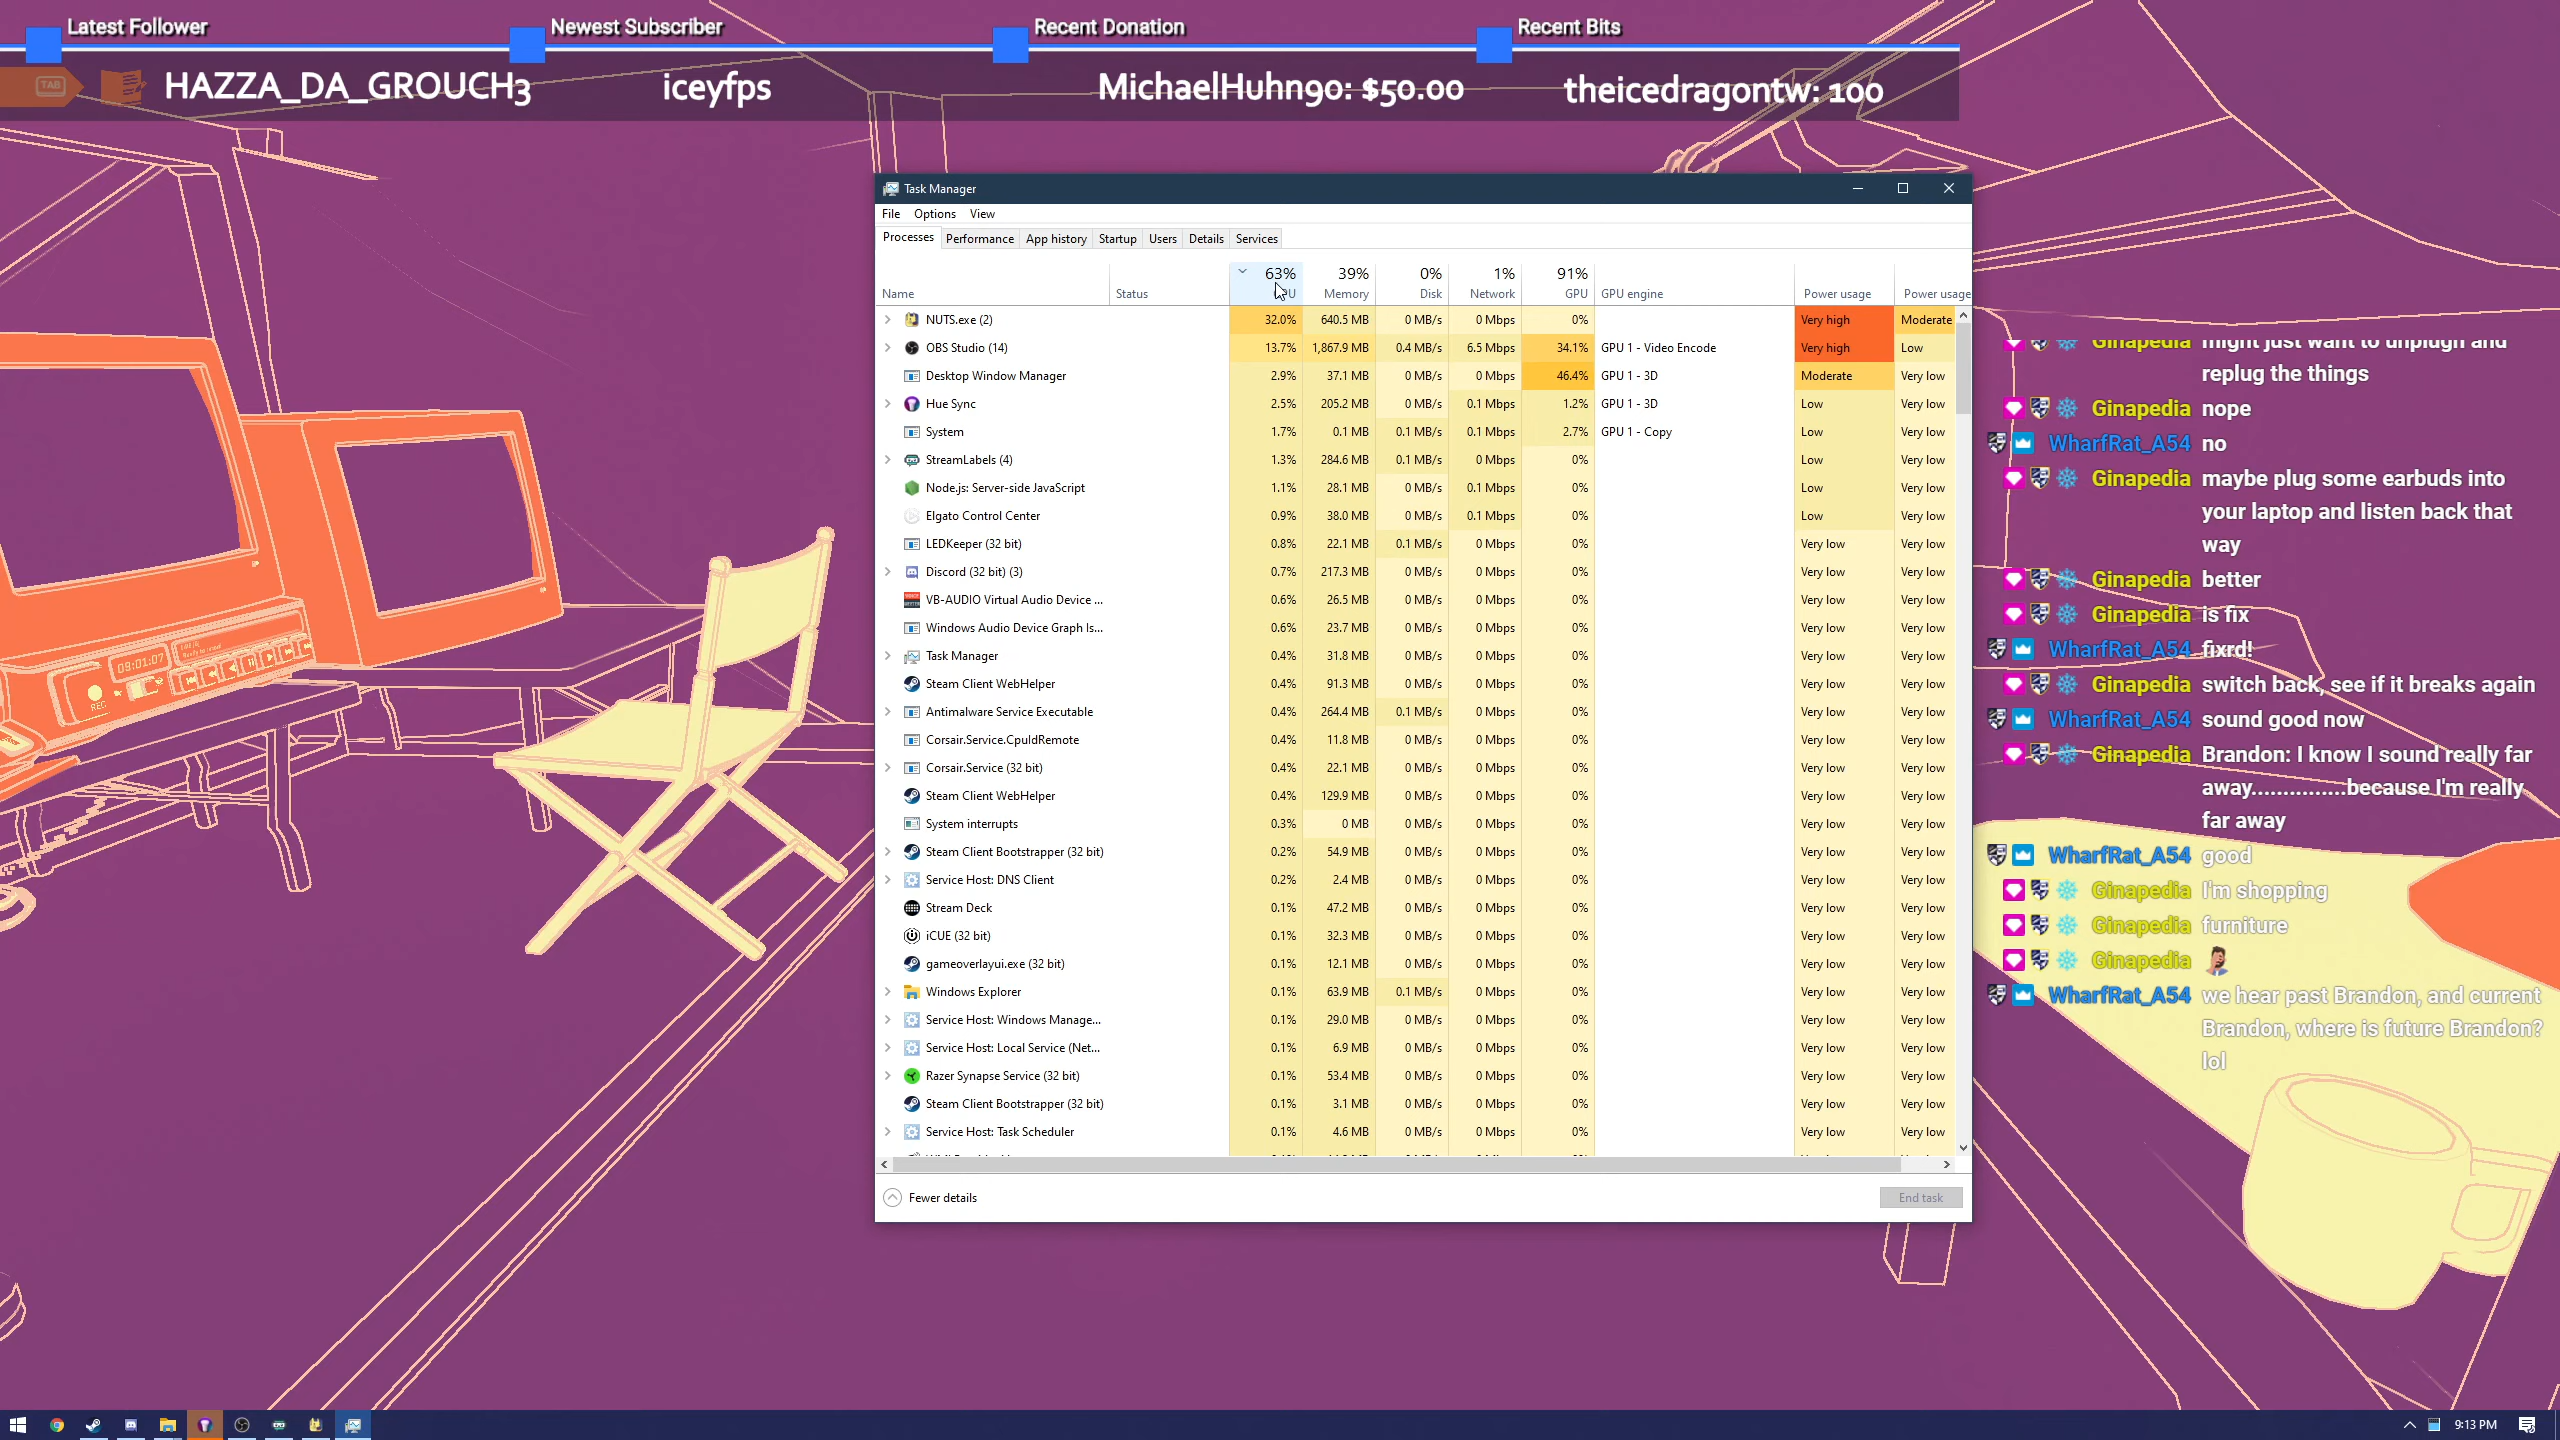 Latest Follower
Newest Subscriber
Recent Donation
Recent Bits
TAB
HAZZA_DA_GROUCH3
iceyfps
MichaelHuhn90: $50.00
theicedragontw: 100
Task Manager
File Options View
Processes Performance App history Startup Users Details Services
63% 39% 0% 1% 91%
Name Status Memory Disk Network GPU GPU engine Power usage Power usage
NUTS.exe (2) 32.0% 640.5 MB 0 MB/s 0 Mbps 0% Very high Moderate
OBS Studio (14) 13.7% 1,867.9 MB 0.4 MB/s 6.5 Mbps 34.1% GPU 1 - Video Encode Very high Low
Desktop Window Manager 2.9% 37.1 MB 0 MB/s 0 Mbps 46.4% GPU 1 - 3D Moderate Very low
Hue Sync 2.5% 205.2 MB 0 MB/s 0.1 Mbps 1.2% GPU 1 - 3D Low Very low
System 1.7% 0.1 MB 0.1 MB/s 0.1 Mbps 2.7% GPU 1 - Copy Low Very low
StreamLabels (4) 1.3% 284.6 MB 0.1 MB/s 0 Mbps 0% Low Very low
Node.js: Server-side JavaScript 1.1% 28.1 MB 0 MB/s 0.1 Mbps 0% Low Very low
Elgato Control Center 0.9% 38.0 MB 0 MB/s 0.1 Mbps 0% Low Very low
LEDKeeper (32 bit) 0.8% 22.1 MB 0.1 MB/s 0 Mbps 0% Very low Very low
Discord (32 bit) (3) 0.7% 217.3 MB 0 MB/s 0 Mbps 0% Very low Very low
VB-AUDIO Virtual Audio Device ... 0.6% 26.5 MB 0 MB/s 0 Mbps 0% Very low Very low
Windows Audio Device Graph Is... 0.6% 23.7 MB 0 MB/s 0 Mbps 0% Very low Very low
Task Manager 0.4% 31.8 MB 0 MB/s 0 Mbps 0% Very low Very low
Steam Client WebHelper 0.4% 91.3 MB 0 MB/s 0 Mbps 0% Very low Very low
Antimalware Service Executable 0.4% 264.4 MB 0.1 MB/s 0 Mbps 0% Very low Very low
Corsair.Service.CpuIdRemote 0.4% 11.8 MB 0 MB/s 0 Mbps 0% Very low Very low
Corsair.Service (32 bit) 0.4% 22.1 MB 0 MB/s 0 Mbps 0% Very low Very low
Steam Client WebHelper 0.4% 129.9 MB 0 MB/s 0 Mbps 0% Very low Very low
System interrupts 0.3% 0 MB 0 MB/s 0 Mbps 0% Very low Very low
Steam Client Bootstrapper (32 bit) 0.2% 54.9 MB 0 MB/s 0 Mbps 0% Very low Very low
Service Host: DNS Client 0.2% 2.4 MB 0 MB/s 0 Mbps 0% Very low Very low
Stream Deck 0.1% 47.2 MB 0 MB/s 0 Mbps 0% Very low Very low
iCUE (32 bit) 0.1% 32.3 MB 0 MB/s 0 Mbps 0% Very low Very low
gameoverlayui.exe (32 bit) 0.1% 12.1 MB 0 MB/s 0 Mbps 0% Very low Very low
Windows Explorer 0.1% 63.9 MB 0.1 MB/s 0 Mbps 0% Very low Very low
Service Host: Windows Manage... 0.1% 29.0 MB 0 MB/s 0 Mbps 0% Very low Very low
Service Host: Local Service (Net... 0.1% 6.9 MB 0 MB/s 0 Mbps 0% Very low Very low
Razer Synapse Service (32 bit) 0.1% 53.4 MB 0 MB/s 0 Mbps 0% Very low Very low
Steam Client Bootstrapper (32 bit) 0.1% 3.1 MB 0 MB/s 0 Mbps 0% Very low Very low
Service Host: Task Scheduler 0.1% 4.6 MB 0 MB/s 0 Mbps 0% Very low Very low
Fewer details
End task
Ginapedia might just want to unplugh and
replug the things
Ginapedia nope
WharfRat_A54 no
Ginapedia maybe plug some earbuds into
your laptop and listen back that
way
Ginapedia better
Ginapedia is fix
WharfRat_A54 fixrd!
Ginapedia switch back, see if it breaks again
WharfRat_A54 sound good now
Ginapedia Brandon: I know I sound really far
away...............because I'm really
far away
WharfRat_A54 good
Ginapedia I'm shopping
Ginapedia furniture
Ginapedia
WharfRat_A54 we hear past Brandon, and current
Brandon, where is future Brandon?
lol
09:01:07
REC
9:13 PM